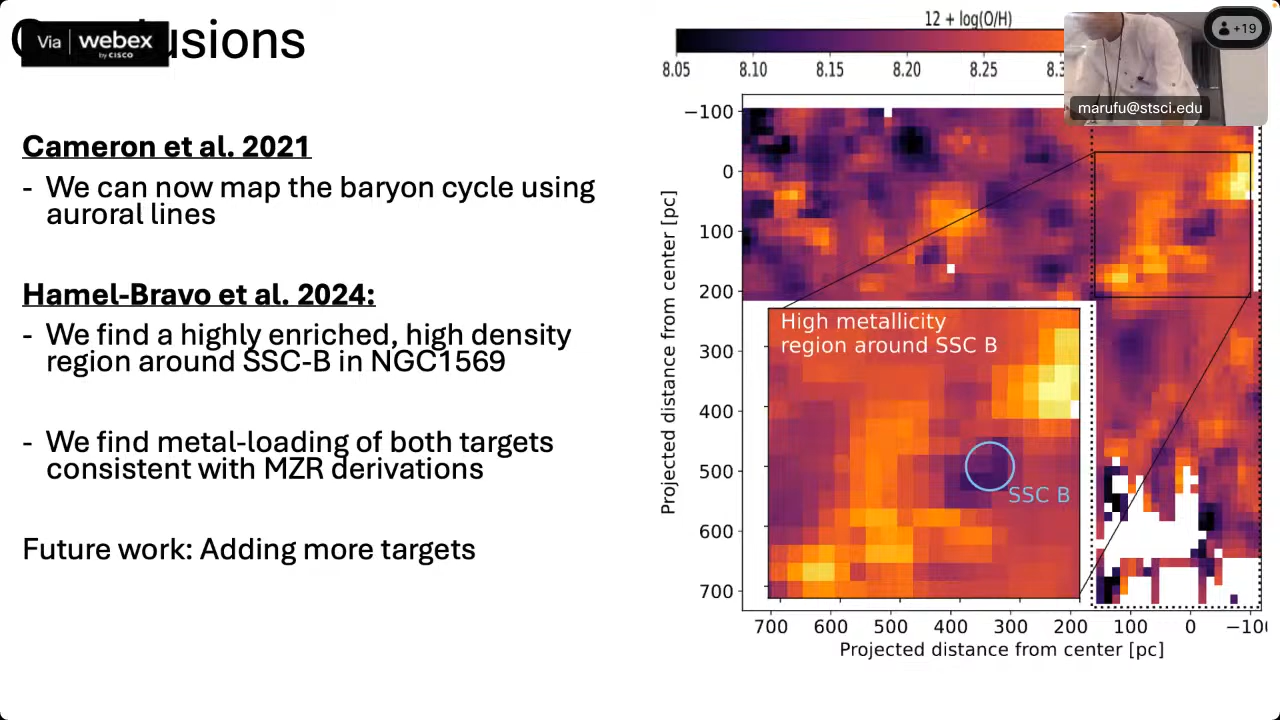 usions
Via webex
by CISCO
Cameron et al. 2021
- We can now map the baryon cycle using
auroral lines
Hamel-Bravo et al. 2024:
- We find a highly enriched, high density
region around SSC-B in NGC1569
- We find metal-loading of both targets
consistent with MZR derivations
Future work: Adding more targets
12 + log(O/H)
8.05 8.10 8.15 8.20 8.25 8.3
+19
marufu@stsci.edu
Projected distance from center [pc]
−100
0
100
200
300
400
500
600
700
High metallicity
region around SSC B
SSC B
700 600 500 400 300 200 100 0 −100
Projected distance from center [pc]